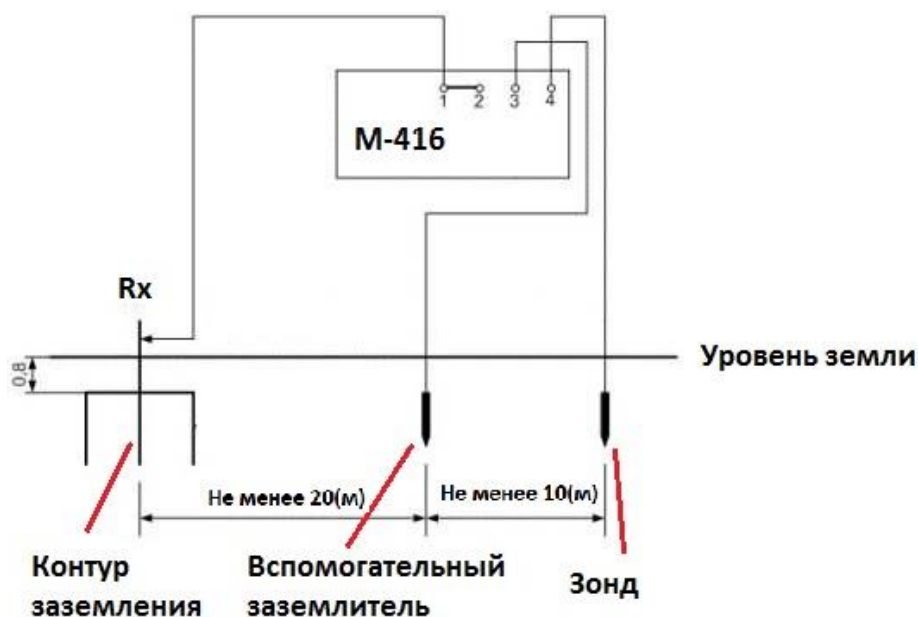 1 2 3 4
М-416
Rx
0,8
Уровень земли
Не менее 20(м)
Не менее 10(м)
Контур
заземления
Вспомогательный
заземлитель
Зонд